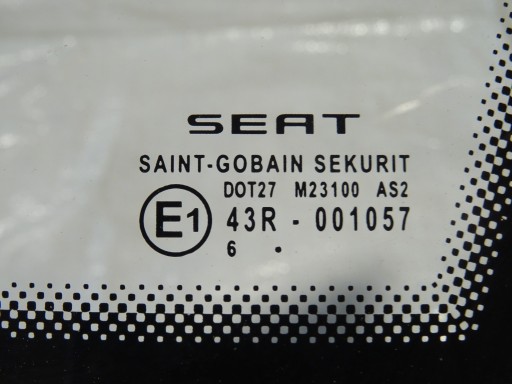 SEAT
SAINT-GOBAIN SEKURIT
DOT27 M23100 AS2
E1 43R - 001057
6 •